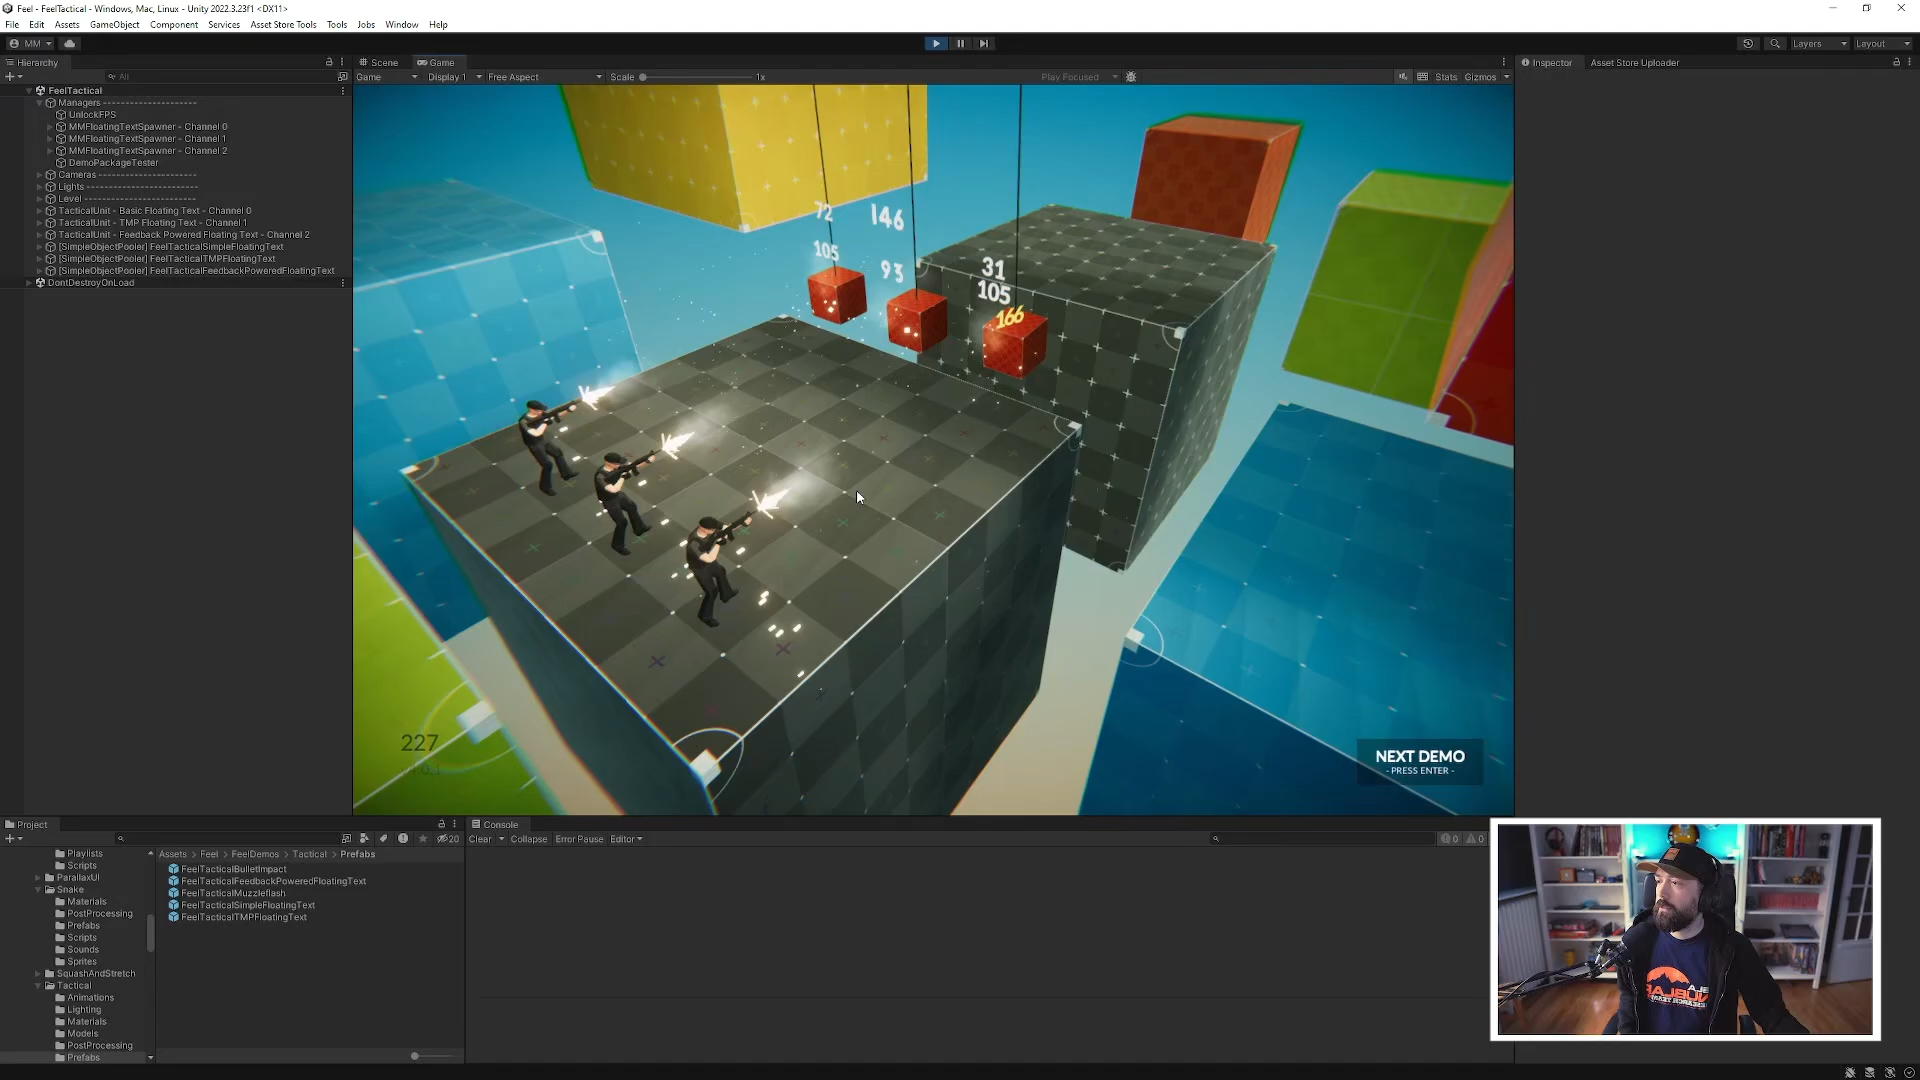 Feel - FeelTactical - Windows, Mac, Linux - Unity 2022.3.23f1 <DX11>
File Edit Assets GameObject Component Services Asset Store Tools Tools Jobs Window Help
MM
Layers
Layout
Hierarchy
All
FeelTactical
Managers ----------------------
UnlockFPS
MMFloatingTextSpawner - Channel 0
MMFloatingTextSpawner - Channel 1
MMFloatingTextSpawner - Channel 2
DemoPackageTester
Cameras -----------------------
Lights --------------------------
Level --------------------------
TacticalUnit - Basic Floating Text - Channel 0
TacticalUnit - TMP Floating Text - Channel 1
TacticalUnit - Feedback Powered Floating Text - Channel 2
[SimpleObjectPooler] FeelTacticalSimpleFloatingText
[SimpleObjectPooler] FeelTacticalTMPFloatingText
[SimpleObjectPooler] FeelTacticalFeedbackPoweredFloatingText
DontDestroyOnLoad
Scene
Game
Game
Display 1
Free Aspect
Scale
1x
Play Focused
Stats
Gizmos
72
146
105
93
31
105
166
227
NEXT DEMO
- PRESS ENTER -
Inspector
Asset Store Uploader
Project
20
Playlists
Scripts
ParallaxUI
Snake
Materials
PostProcessing
Prefabs
Scripts
Sounds
Sprites
SquashAndStretch
Tactical
Animations
Lighting
Materials
Models
PostProcessing
Prefabs
Assets > Feel > FeelDemos > Tactical > Prefabs
FeelTacticalBulletImpact
FeelTacticalFeedbackPoweredFloatingText
FeelTacticalMuzzleflash
FeelTacticalSimpleFloatingText
FeelTacticalTMPFloatingText
Console
Clear
Collapse
Error Pause
Editor
0
0